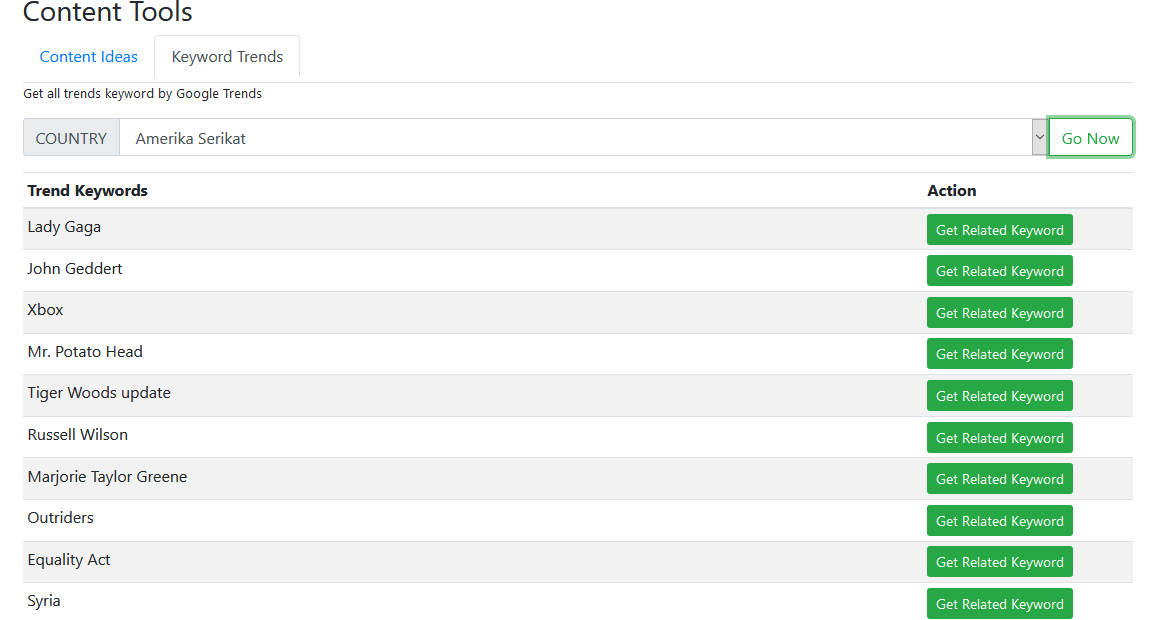 Content Tools
Content Ideas Keyword Trends
Get all trends keyword by Google Trends
COUNTRY Amerika Serikat Go Now
Trend Keywords Action
Lady Gaga Get Related Keyword
John Geddert Get Related Keyword
Xbox Get Related Keyword
Mr. Potato Head Get Related Keyword
Tiger Woods update Get Related Keyword
Russell Wilson Get Related Keyword
Marjorie Taylor Greene Get Related Keyword
Outriders Get Related Keyword
Equality Act Get Related Keyword
Syria Get Related Keyword